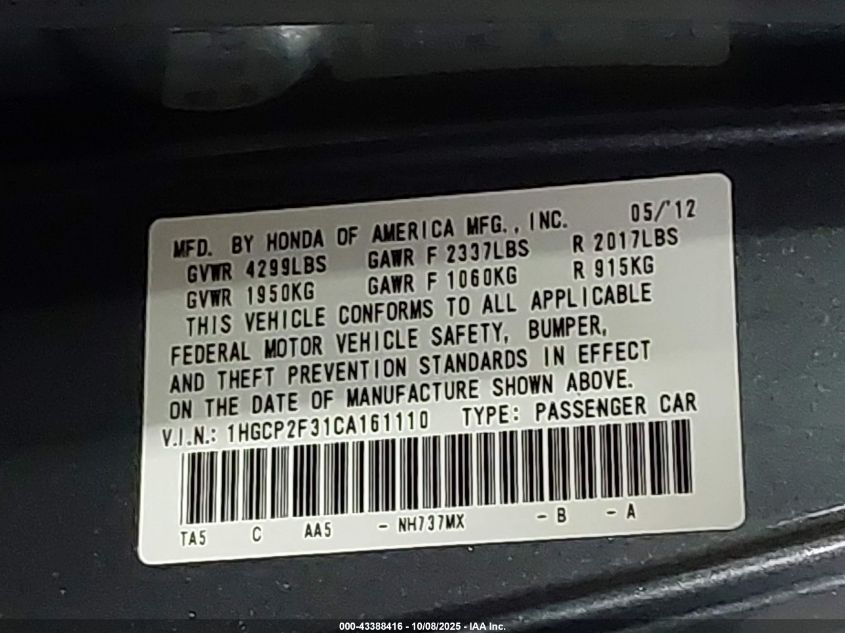 MFD. BY HONDA OF AMERICA MFG., INC. 05/'12
GVWR 4299LBS GAWR F 2337LBS R 2017LBS
GVWR 1950KG GAWR F 1060KG R 915KG
THIS VEHICLE CONFORMS TO ALL APPLICABLE
FEDERAL MOTOR VEHICLE SAFETY, BUMPER,
AND THEFT PREVENTION STANDARDS IN EFFECT
ON THE DATE OF MANUFACTURE SHOWN ABOVE.
V.I.N.: 1HGCP2F31CA161110 TYPE: PASSENGER CAR
TA5 C AA5 - NH737MX - B - A
000-43388416 - 10/08/2025 - IAA Inc.